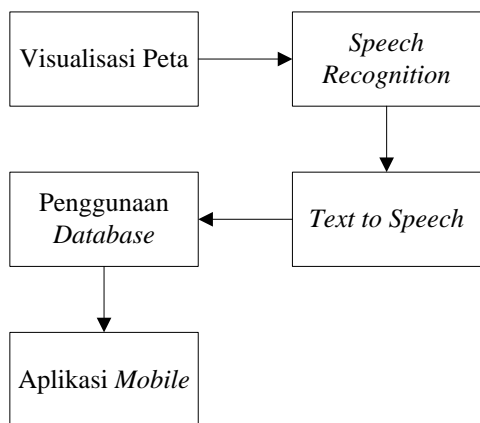 Visualisasi Peta
Speech
Recognition
Text to Speech
Penggunaan
Database
Aplikasi Mobile